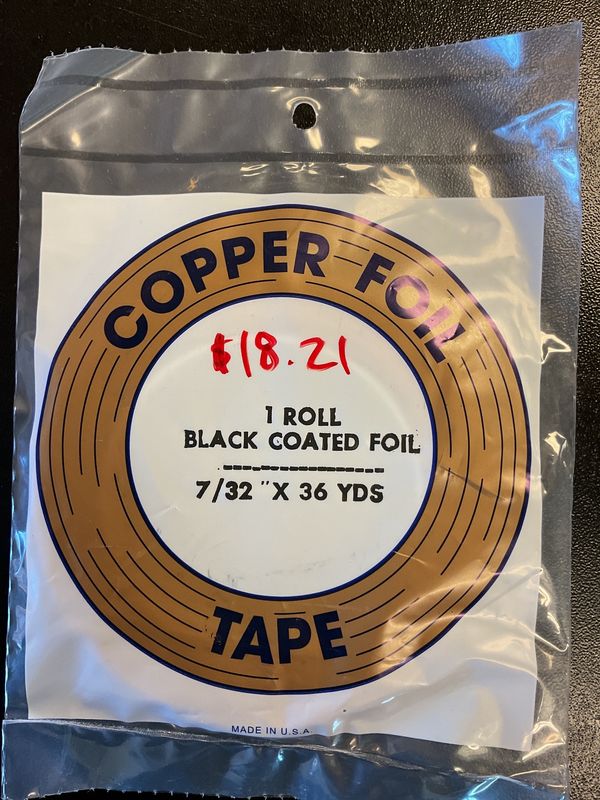 COPPER FOIL
$18.21
1 ROLL
BLACK COATED FOIL
7/32 "X 36 YDS
TAPE
MADE IN U.S.A.